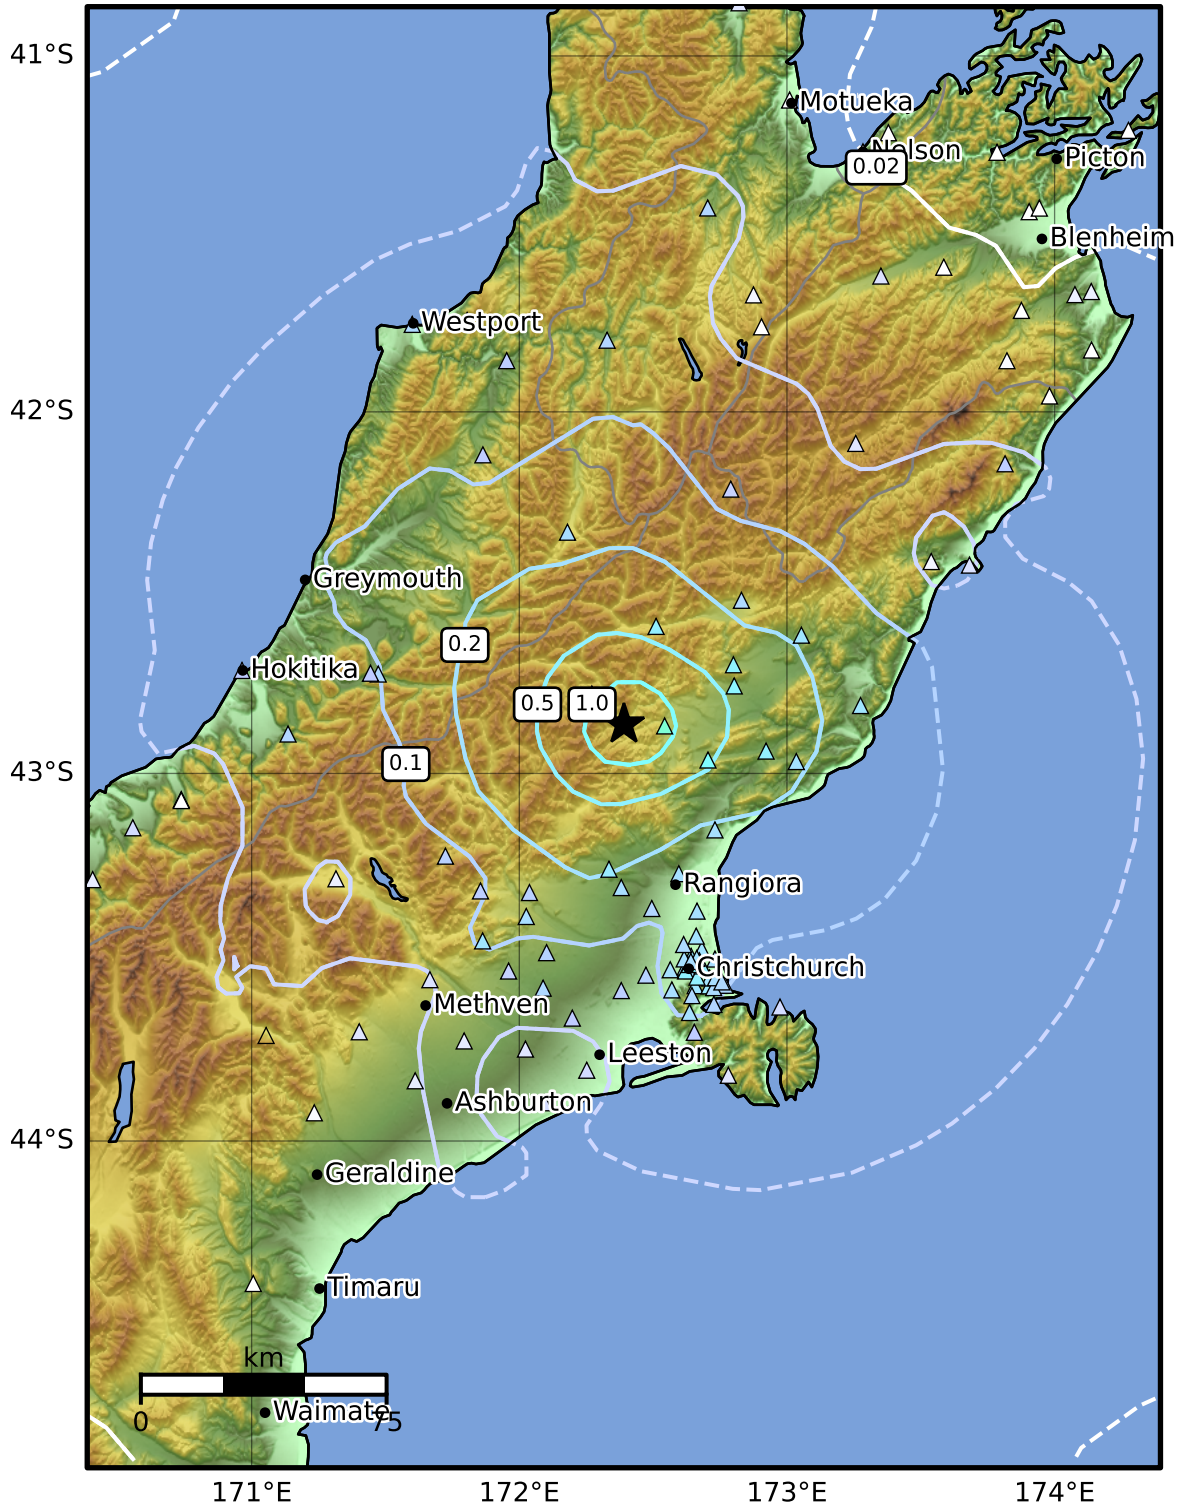 41°S
Motueka
Nelson
0.02
Picton
Blenheim
Westport
42°S
Greymouth
0.2
Hokitika
0.5
1.0
0.1
43°S
Rangiora
Christchurch
Methven
Leeston
Ashburton
44°S
Geraldine
Timaru
km
Waimate
0
75
171°E
172°E
173°E
174°E